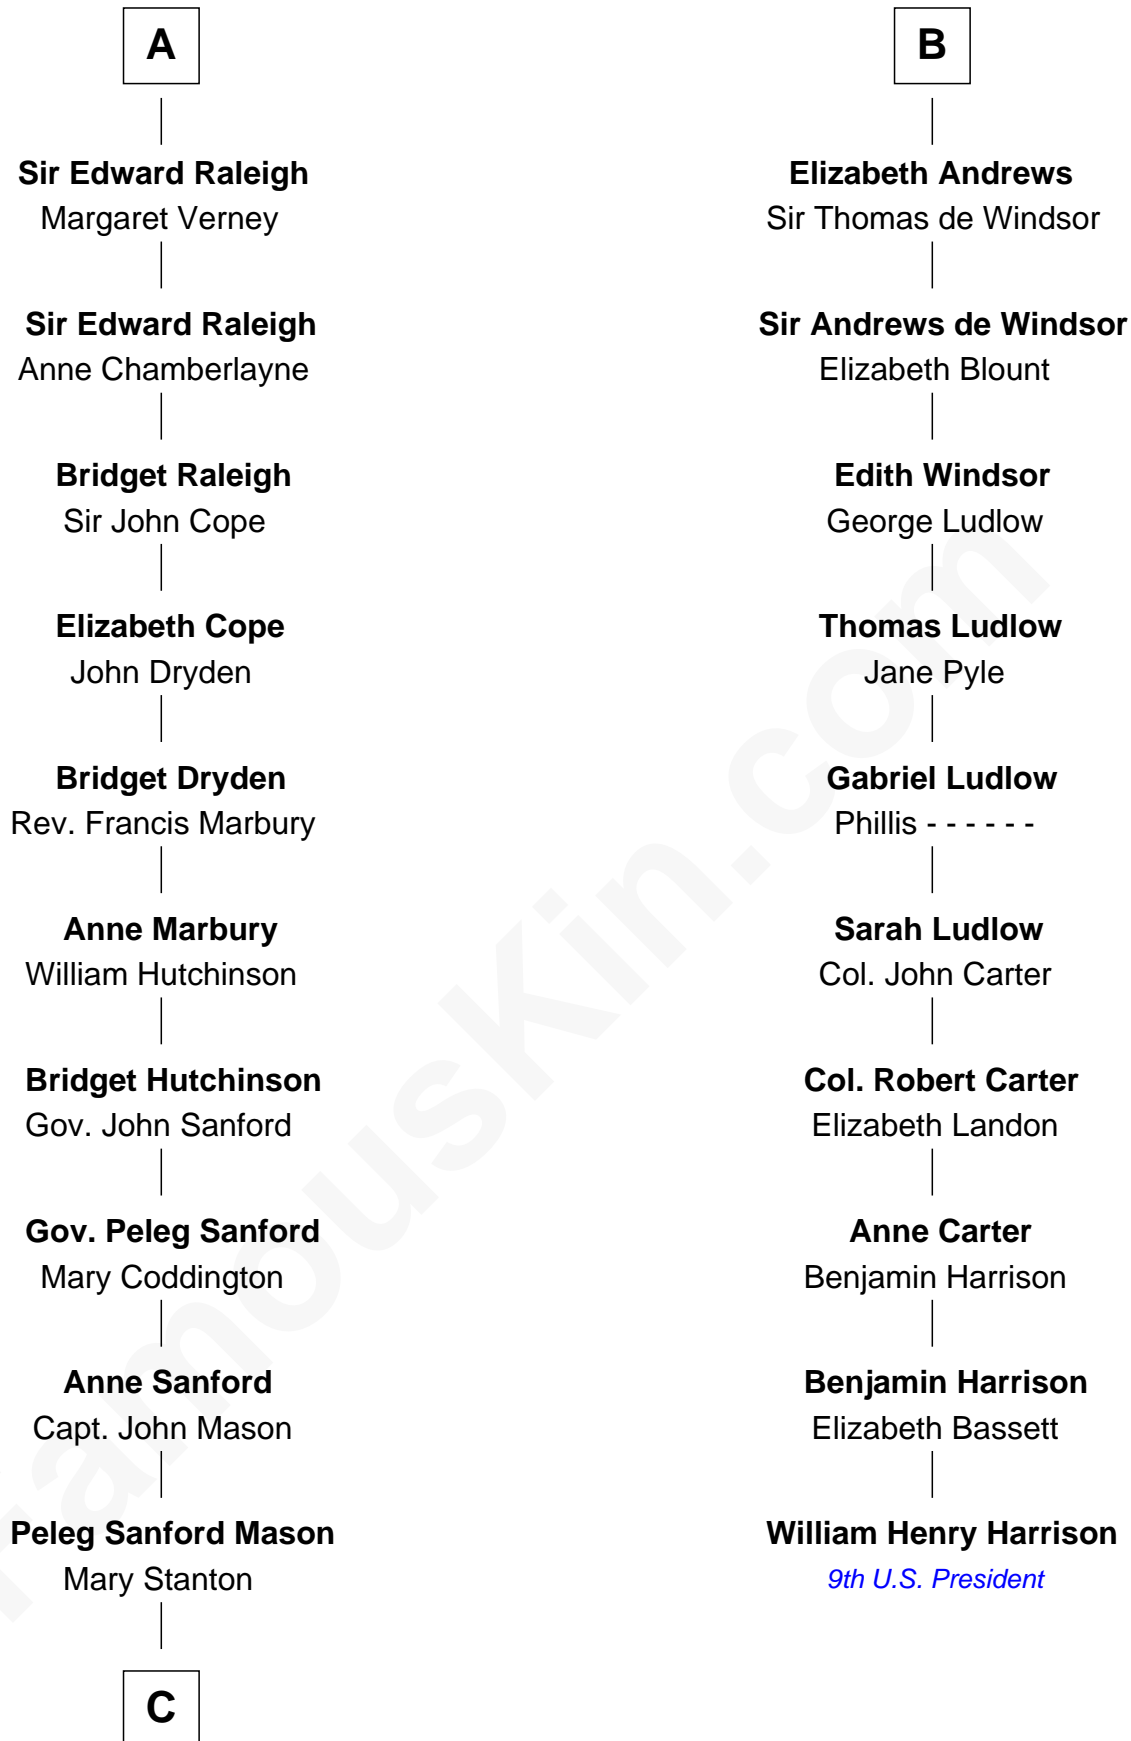 A
Sir Edward Raleigh
Margaret Verney
Sir Edward Raleigh
Anne Chamberlayne
Bridget Raleigh
Sir John Cope
Elizabeth Cope
John Dryden
Bridget Dryden
Rev. Francis Marbury
Anne Marbury
William Hutchinson
Bridget Hutchinson
Gov. John Sanford
Gov. Peleg Sanford
Mary Coddington
Anne Sanford
Capt. John Mason
Peleg Sanford Mason
Mary Stanton
C
B
Elizabeth Andrews
Sir Thomas de Windsor
Sir Andrews de Windsor
Elizabeth Blount
Edith Windsor
George Ludlow
Thomas Ludlow
Jane Pyle
Gabriel Ludlow
Phillis - - - - - -
Sarah Ludlow
Col. John Carter
Col. Robert Carter
Elizabeth Landon
Anne Carter
Benjamin Harrison
Benjamin Harrison
Elizabeth Bassett
William Henry Harrison
9th U.S. President
FamousKin.com